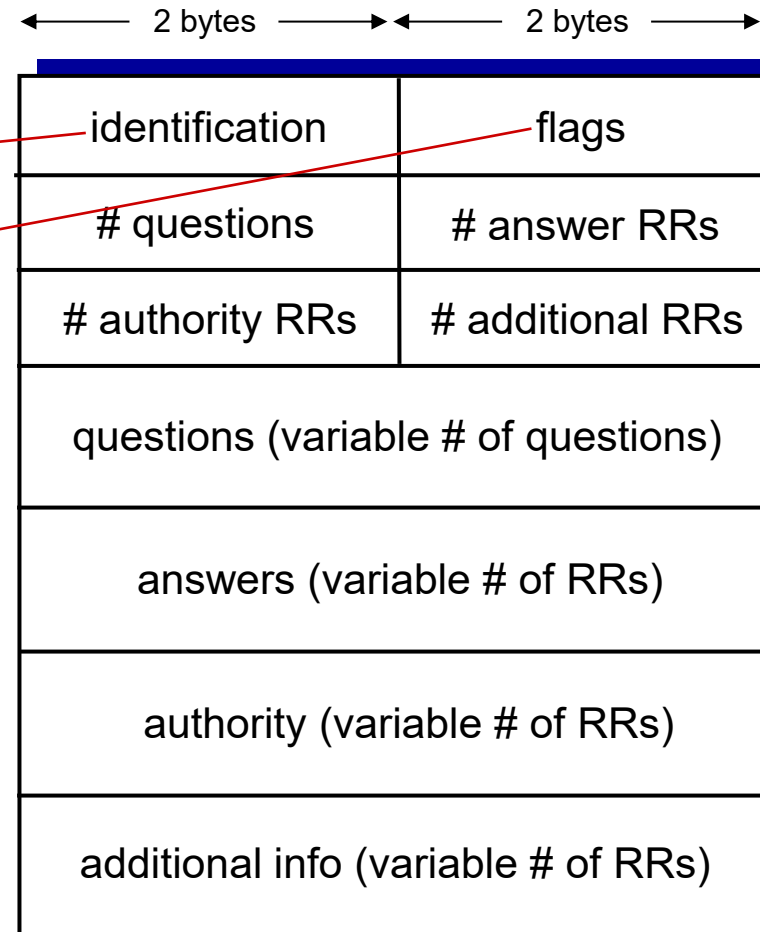 2 bytes 2 bytes
identification flags
# questions # answer RRs
# authority RRs # additional RRs
questions (variable # of questions)
answers (variable # of RRs)
authority (variable # of RRs)
additional info (variable # of RRs)